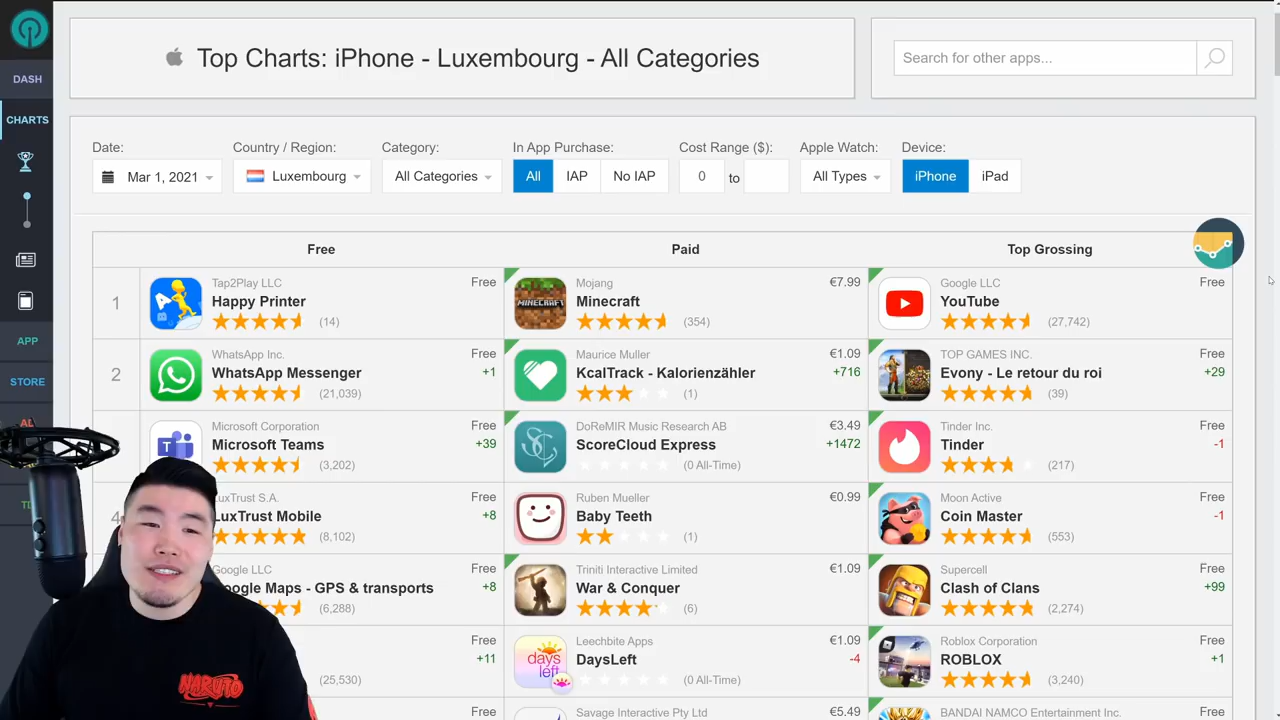 Top Charts: iPhone - Luxembourg - All Categories
Search for other apps...
DASH
CHARTS
APP
STORE
Date:
Country / Region:
Category:
In App Purchase:
Cost Range ($):
Apple Watch:
Device:
Mar 1, 2021
Luxembourg
All Categories
All
IAP
No IAP
0
to
All Types
iPhone
iPad
Free
Paid
Top Grossing
1
Tap2Play LLC
Free
Happy Printer
(14)
Mojang
€7.99
MINECRAFT
Minecraft
(354)
Google LLC
Free
YouTube
(27,742)
2
WhatsApp Inc.
Free
WhatsApp Messenger
+1
(21,039)
Maurice Muller
€1.09
KcalTrack - Kalorienzähler
+716
(1)
TOP GAMES INC.
Free
Evony - Le retour du roi
+29
(39)
Microsoft Corporation
Free
Microsoft Teams
+39
(3,202)
DoReMIR Music Research AB
€3.49
ScoreCloud Express
+1472
(0 All-Time)
Tinder Inc.
Free
Tinder
-1
(217)
4
LuxTrust S.A.
Free
LuxTrust Mobile
+8
(8,102)
Ruben Mueller
€0.99
Baby Teeth
(1)
Moon Active
Free
Coin Master
-1
(553)
Google LLC
Free
Google Maps - GPS & transports
+8
(6,288)
Triniti Interactive Limited
€1.09
War & Conquer
(6)
Supercell
Free
Clash of Clans
+99
(2,274)
Free
+11
(25,530)
Leechbite Apps
€1.09
days
left
DaysLeft
-4
(0 All-Time)
Roblox Corporation
Free
ROBLOX
+1
(3,240)
Free
Savage Interactive Pty Ltd
€5.49
BANDAI NAMCO Entertainment Inc.
Free
NARUTO